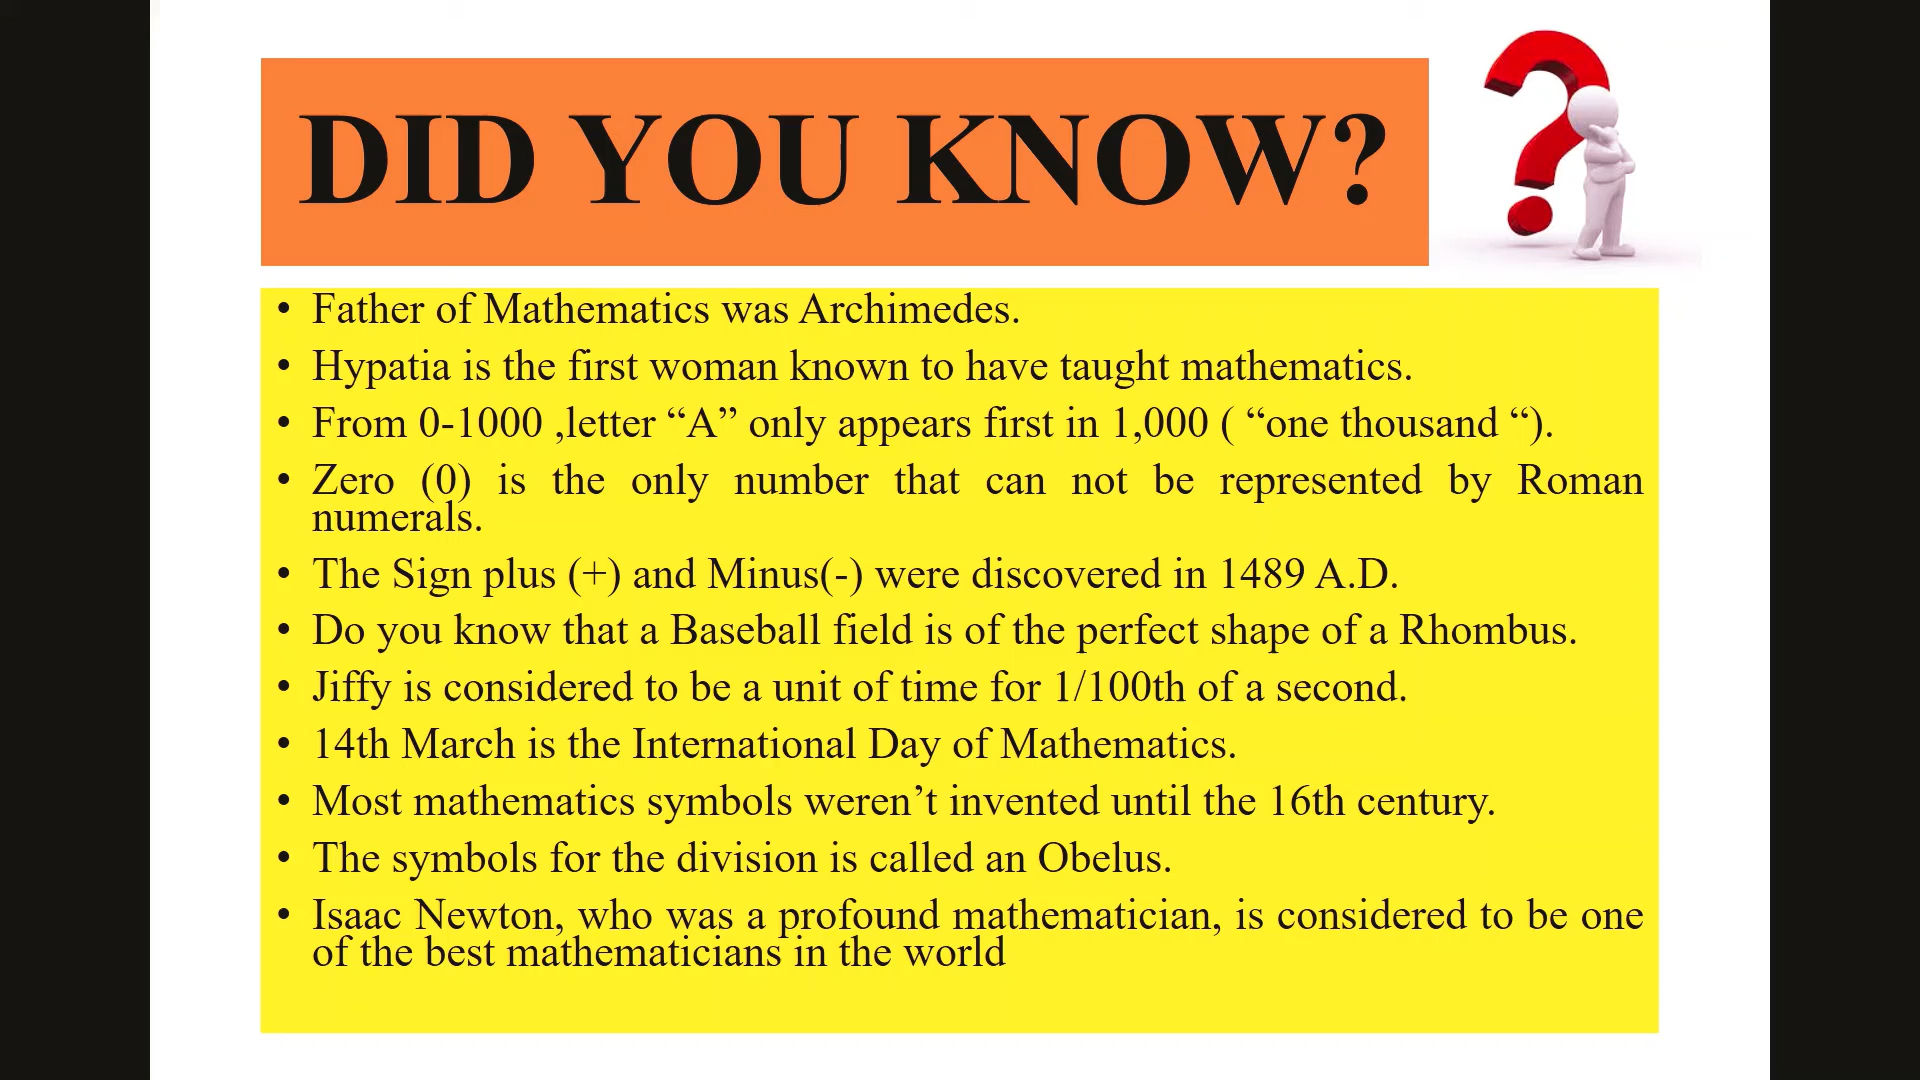 DID YOU KNOW?
• Father of Mathematics was Archimedes.
• Hypatia is the first woman known to have taught mathematics.
• From 0-1000 ,letter “A” only appears first in 1,000 ( “one thousand “).
• Zero (0) is the only number that can not be represented by Roman
numerals.
• The Sign plus (+) and Minus(-) were discovered in 1489 A.D.
• Do you know that a Baseball field is of the perfect shape of a Rhombus.
• Jiffy is considered to be a unit of time for 1/100th of a second.
• 14th March is the International Day of Mathematics.
• Most mathematics symbols weren’t invented until the 16th century.
• The symbols for the division is called an Obelus.
• Isaac Newton, who was a profound mathematician, is considered to be one
of the best mathematicians in the world